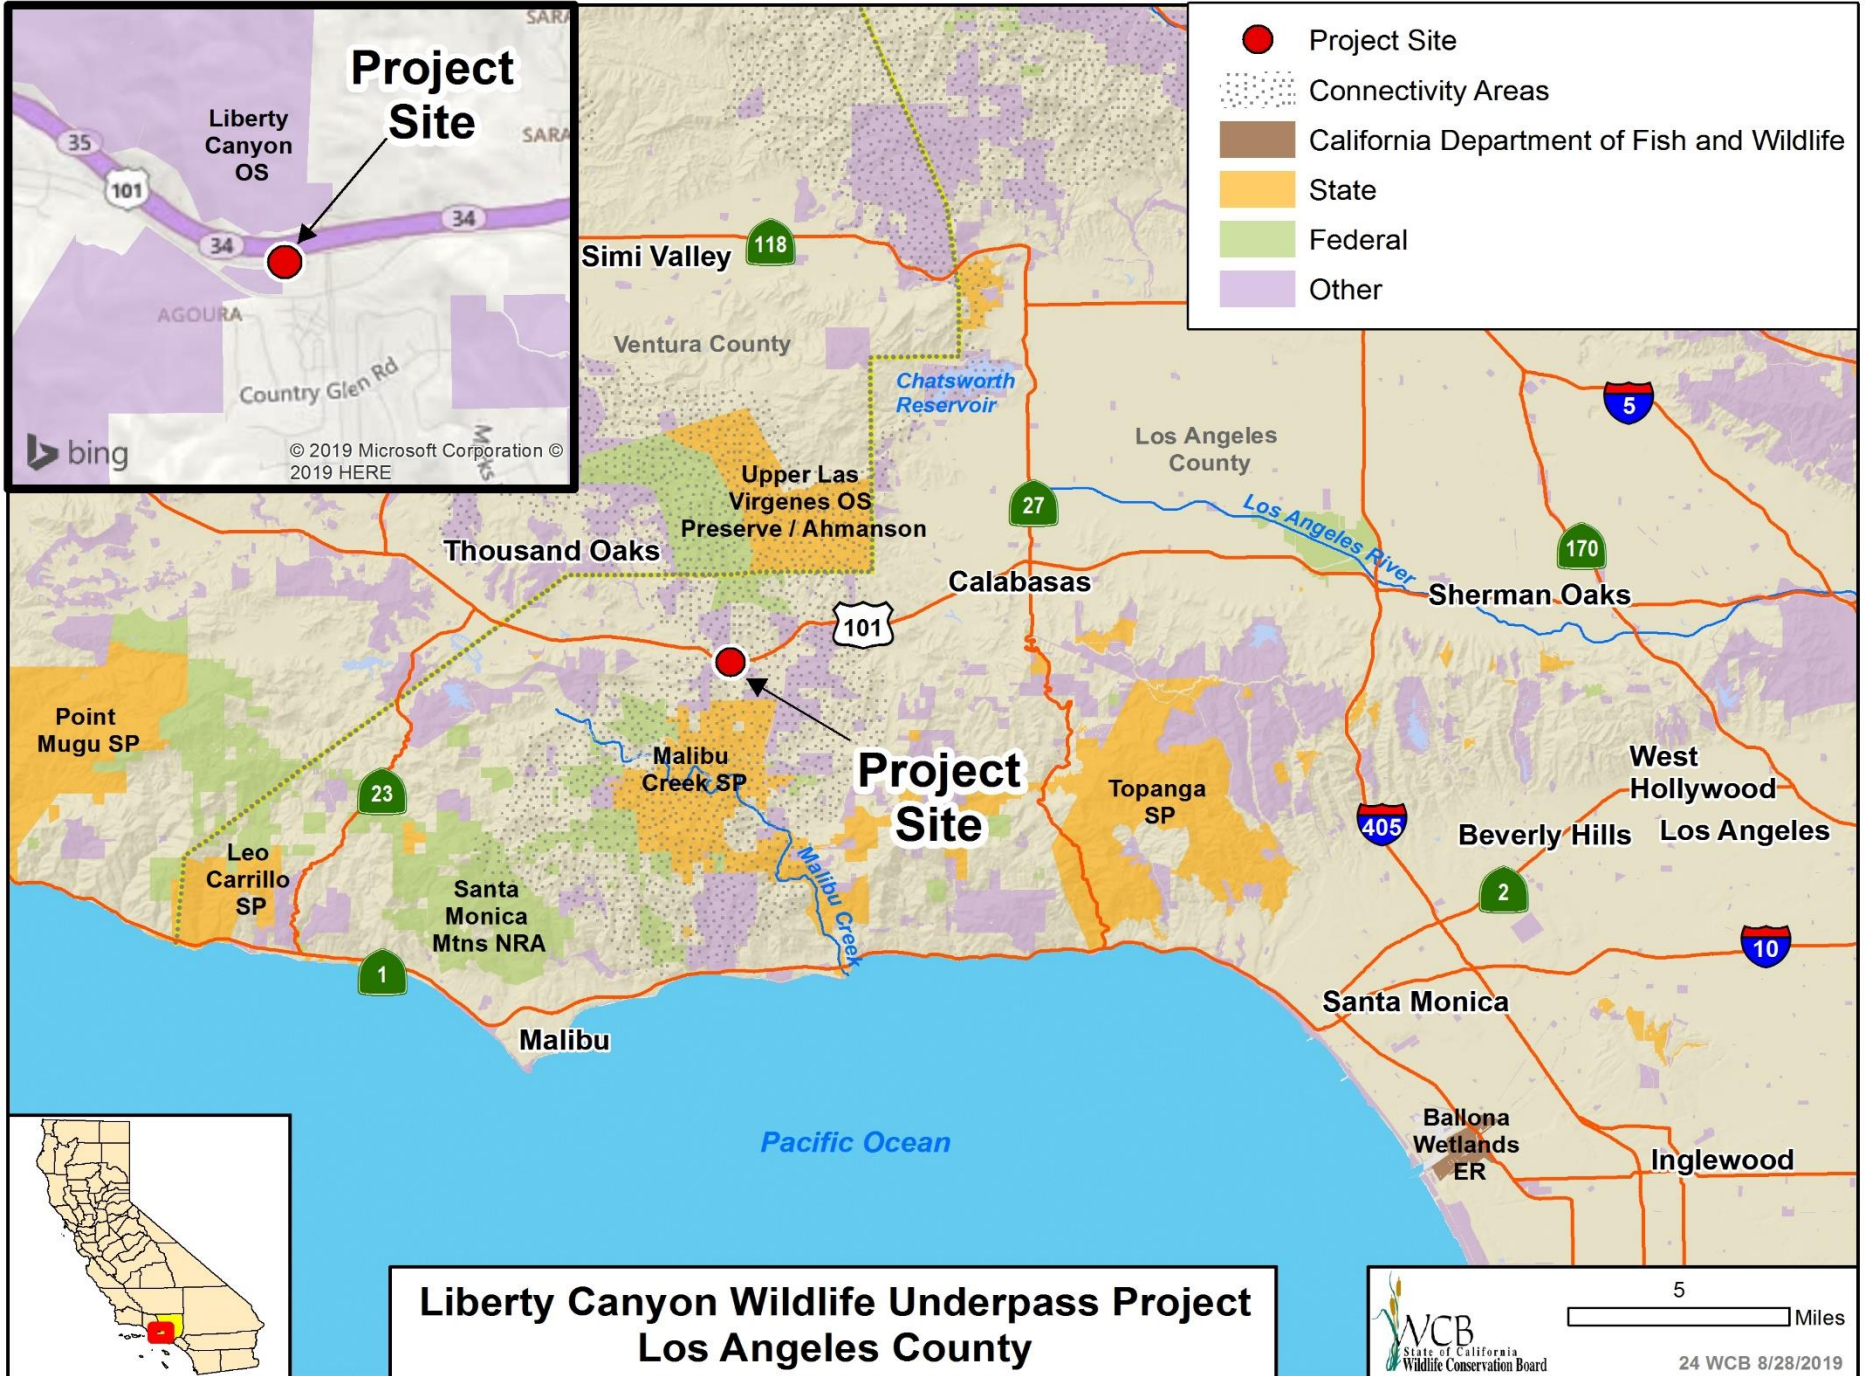 Project
Site
SARA
Liberty
Canyon
OS
SARA
35
101
34
34
AGOURA
Country Glen Rd
bing
© 2019 Microsoft Corporation ©
2019 HERE
Project Site
Connectivity Areas
California Department of Fish and Wildlife
State
Federal
Other
Simi Valley
118
Ventura County
Chatsworth
Reservoir
Los Angeles
County
5
Upper Las
Virgenes OS
Preserve / Ahmanson
27
Los Angeles River
170
Thousand Oaks
Calabasas
Sherman Oaks
101
Point
Mugu SP
Malibu
Creek SP
Project
Site
Topanga
SP
West
Hollywood
23
405
Beverly Hills
Los Angeles
Leo
Carrillo
SP
Santa
Monica
Mtns NRA
Malibu Creek
2
10
1
Santa Monica
Malibu
Pacific Ocean
Ballona
Wetlands
ER
Inglewood
Liberty Canyon Wildlife Underpass Project
Los Angeles County
WCB
State of California
Wildlife Conservation Board
5
Miles
24 WCB 8/28/2019